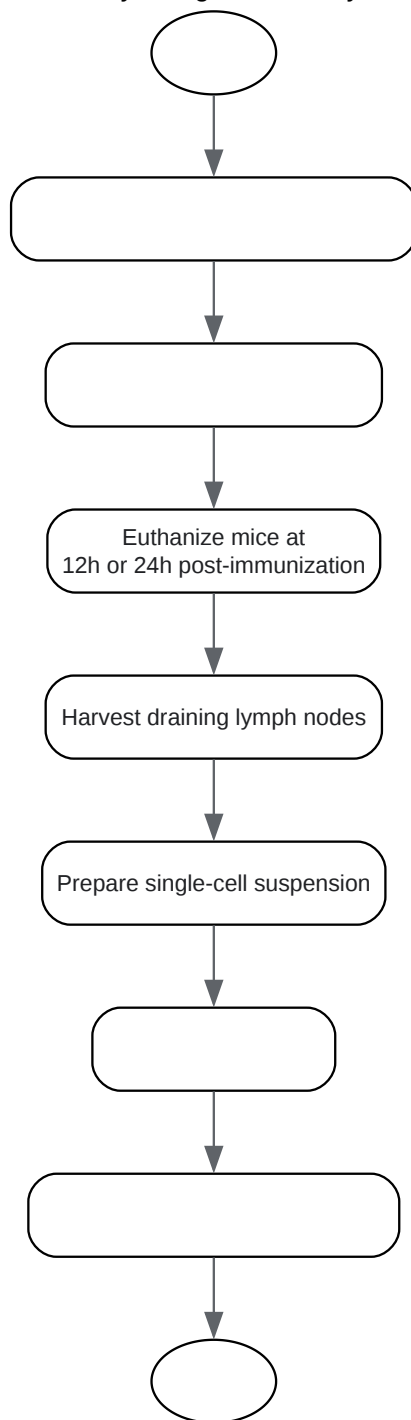 Euthanize mice at
12h or 24h post-immunization
Harvest draining lymph nodes
Prepare single-cell suspension